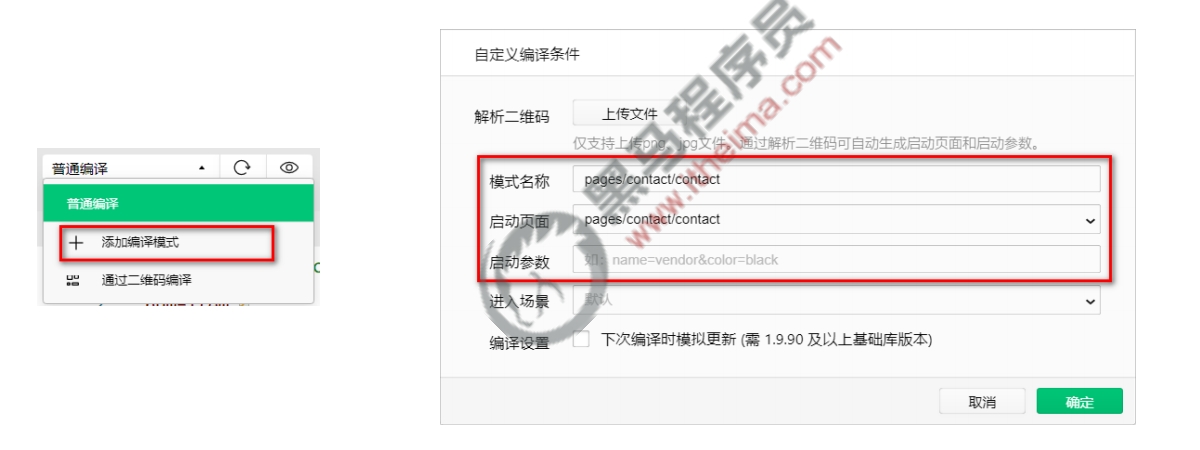 普通编译
普通编译
添加编译模式
通过二维码编译
自定义编译条件
解析二维码 上传文件
仅支持上传png、jpg文件，通过解析二维码可自动生成启动页面和启动参数。
模式名称 pages/contact/contact
启动页面 pages/contact/contact
启动参数 如：name=vendor&color=black
进入场景 默认
编译设置 下次编译时模拟更新 (需 1.9.90 及以上基础库版本)
取消 确定
黑马程序员
www.itheima.com